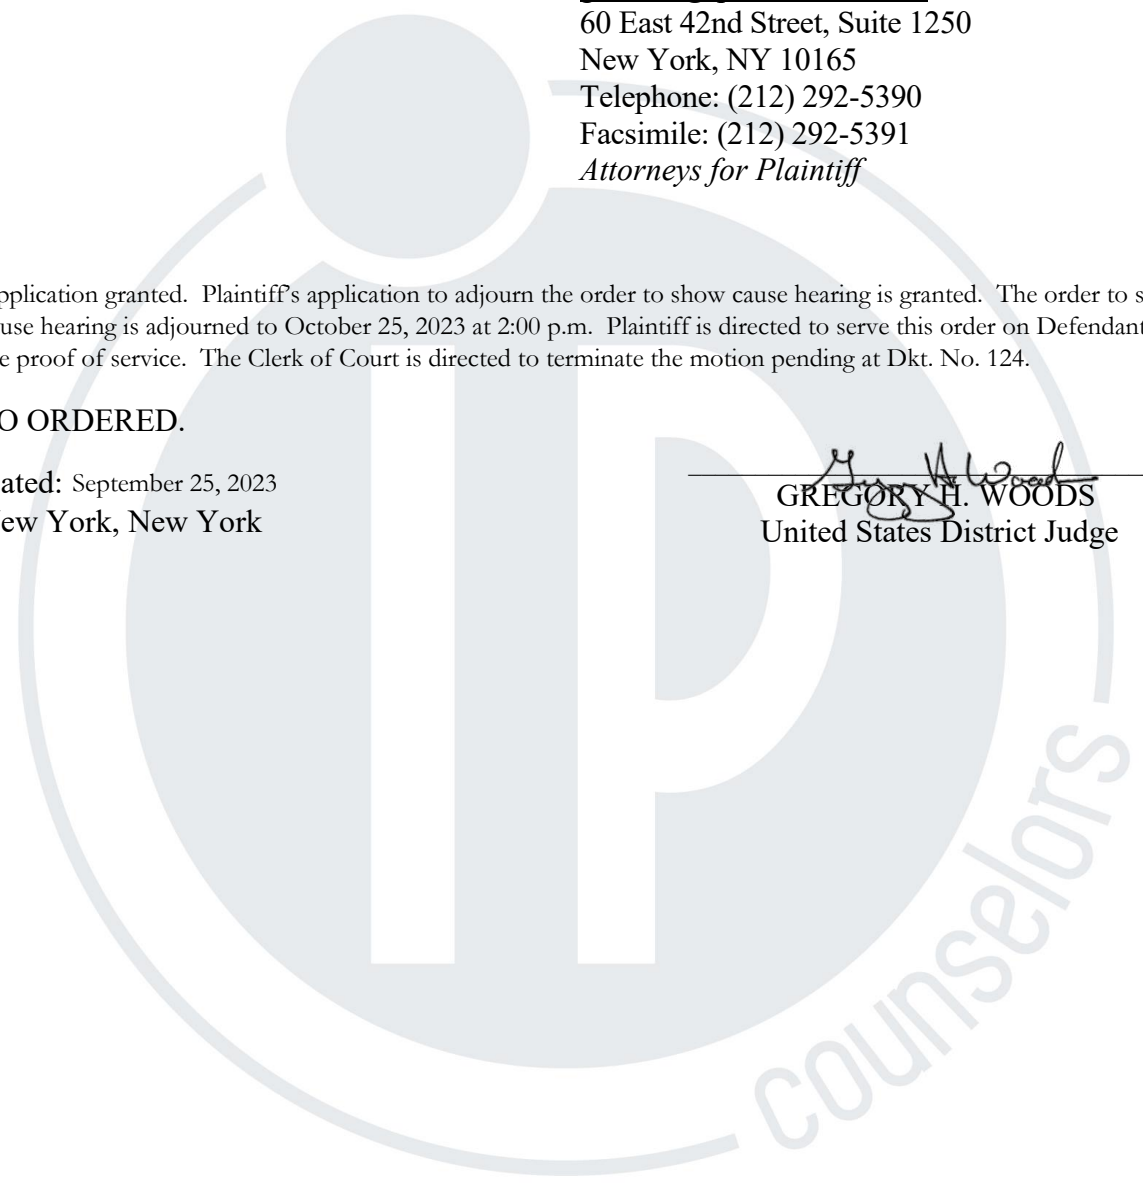 60 East 42nd Street, Suite 1250
New York, NY 10165
Telephone: (212) 292-5390
Facsimile: (212) 292-5391
Attorneys for Plaintiff
pplication granted. Plaintiff's application to adjourn the order to show cause hearing is granted. The order to s
use hearing is adjourned to October 25, 2023 at 2:00 p.m. Plaintiff is directed to serve this order on Defendant
e proof of service. The Clerk of Court is directed to terminate the motion pending at Dkt. No. 124.
O ORDERED.
ated: September 25, 2023
ew York, New York
Gregory H Woods
GREGORY H. WOODS
United States District Judge
iP
counselors